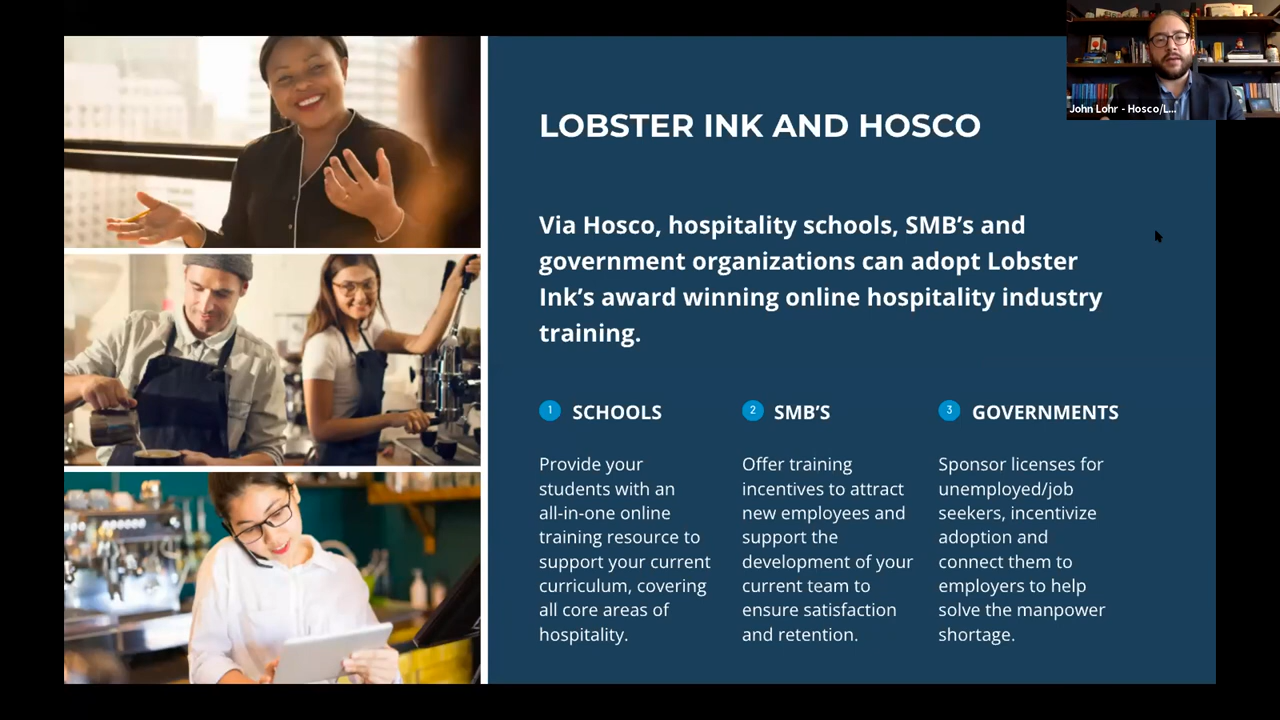 John Lohr - Hosco/L...
LOBSTER INK AND HOSCO
Via Hosco, hospitality schools, SMB’s and
government organizations can adopt Lobster
Ink’s award winning online hospitality industry
training.
1 SCHOOLS
Provide your
students with an
all-in-one online
training resource to
support your current
curriculum, covering
all core areas of
hospitality.
2 SMB’S
Offer training
incentives to attract
new employees and
support the
development of your
current team to
ensure satisfaction
and retention.
3 GOVERNMENTS
Sponsor licenses for
unemployed/job
seekers, incentivize
adoption and
connect them to
employers to help
solve the manpower
shortage.